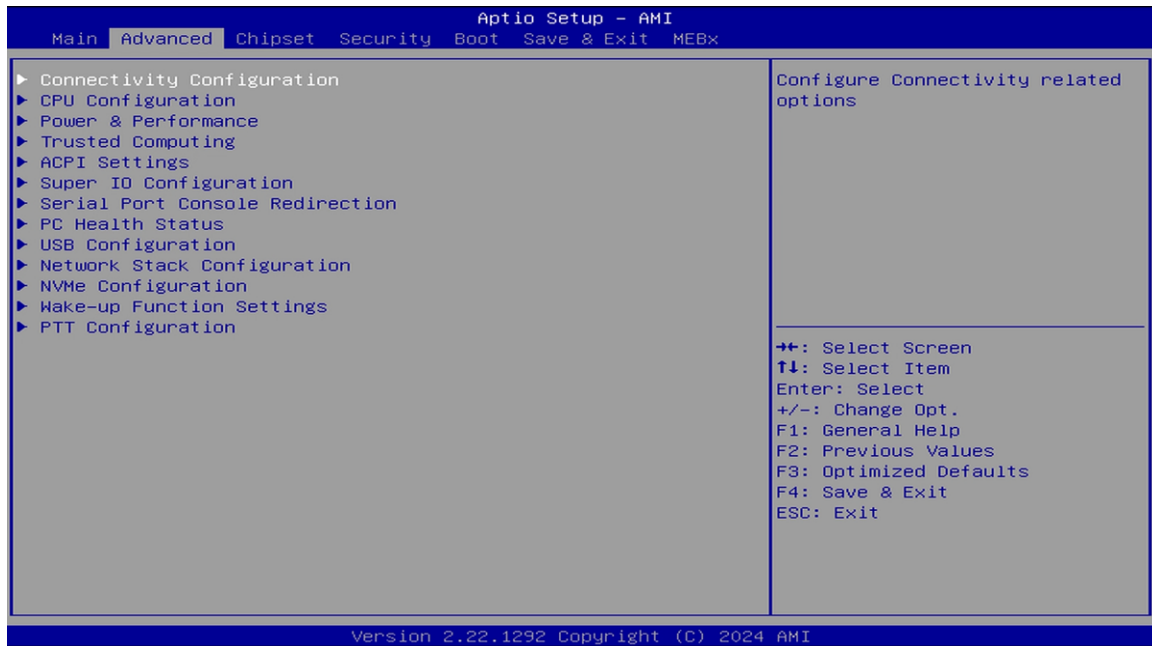 Aptio Setup – AMI
Main Advanced Chipset Security Boot Save & Exit MEBx
▶ Connectivity Configuration
▶ CPU Configuration
▶ Power & Performance
▶ Trusted Computing
▶ ACPI Settings
▶ Super IO Configuration
▶ Serial Port Console Redirection
▶ PC Health Status
▶ USB Configuration
▶ Network Stack Configuration
▶ NVMe Configuration
▶ Wake-up Function Settings
▶ PTT Configuration
Configure Connectivity related
options
→←: Select Screen
↑↓: Select Item
Enter: Select
+/-: Change Opt.
F1: General Help
F2: Previous Values
F3: Optimized Defaults
F4: Save & Exit
ESC: Exit
Version 2.22.1292 Copyright (C) 2024 AMI